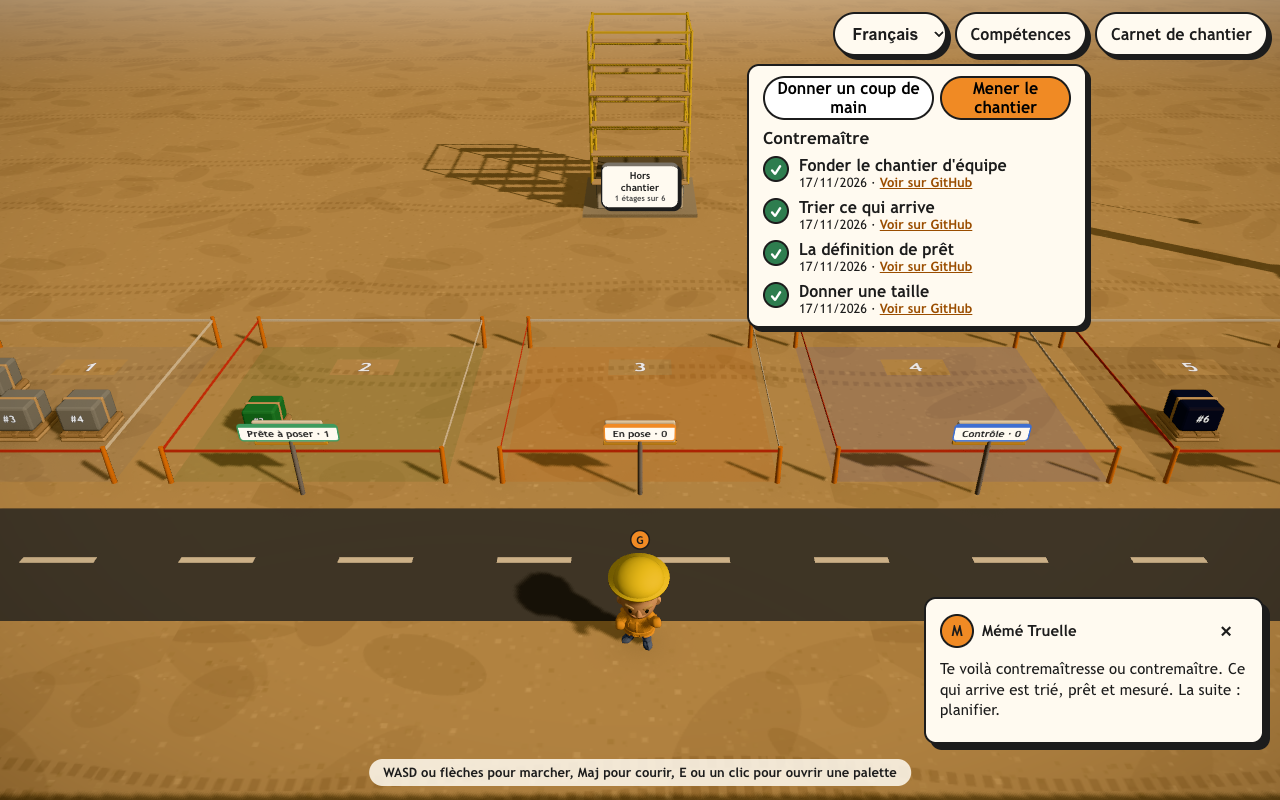 Français
Compétences
Carnet de chantier
Donner un coup de
main
Mener le
chantier
Contremaître
Fonder le chantier d'équipe
17/11/2026 · Voir sur GitHub
Trier ce qui arrive
17/11/2026 · Voir sur GitHub
La définition de prêt
17/11/2026 · Voir sur GitHub
Donner une taille
17/11/2026 · Voir sur GitHub
Hors
chantier
1 étages sur 6
1
2
3
4
5
#3
#4
#6
Prête à poser · 1
En pose · 0
Contrôle · 0
G
M
Mémé Truelle
Te voilà contremaîtresse ou contremaître. Ce
qui arrive est trié, prêt et mesuré. La suite :
planifier.
WASD ou flèches pour marcher, Maj pour courir, E ou un clic pour ouvrir une palette